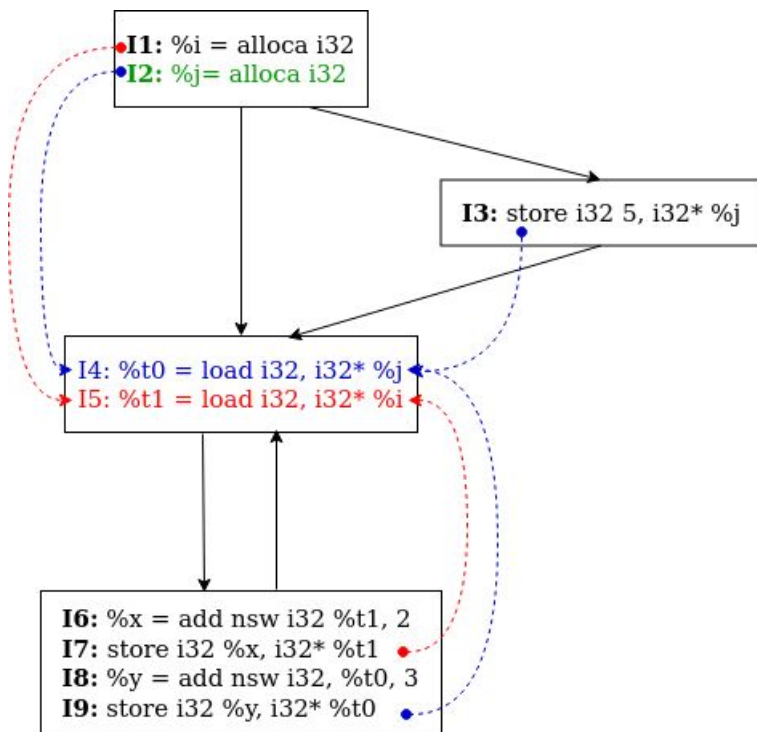 I1: %i = alloca i32
I2: %j= alloca i32
I3: store i32 5, i32* %j
I4: %t0 = load i32, i32* %j
I5: %t1 = load i32, i32* %i
I6: %x = add nsw i32 %t1, 2
I7: store i32 %x, i32* %t1
I8: %y = add nsw i32, %t0, 3
I9: store i32 %y, i32* %t0